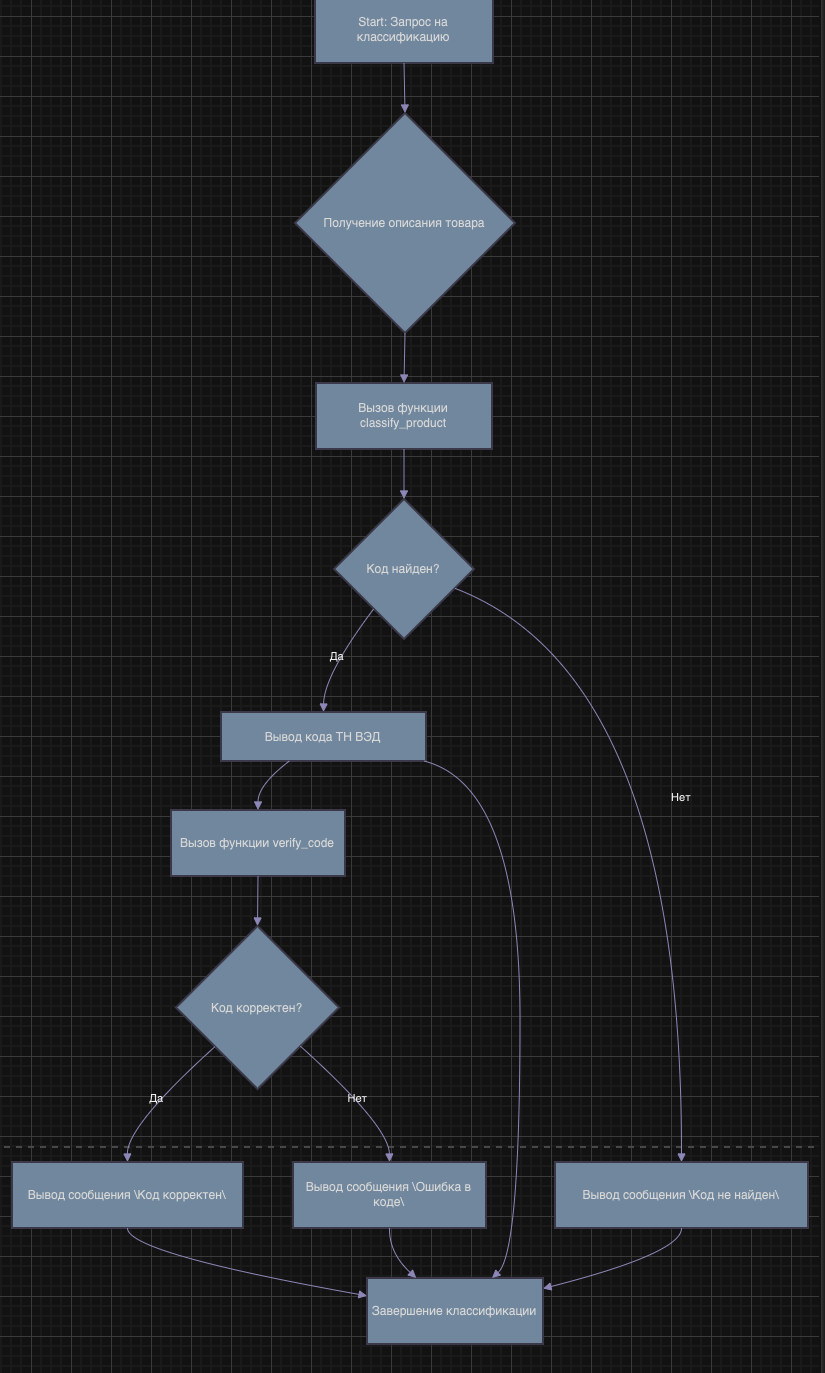 Start: Запрос на
классификацию
Получение описания товара
Вызов функции
classify_product
Код найден?
Да
Вывод кода ТН ВЭД
Нет
Вызов функции verify_code
Код корректен?
Да
Нет
Вывод сообщения \Код корректен\
Вывод сообщения \Ошибка в
коде\
Вывод сообщения \Код не найден\
Завершение классификации